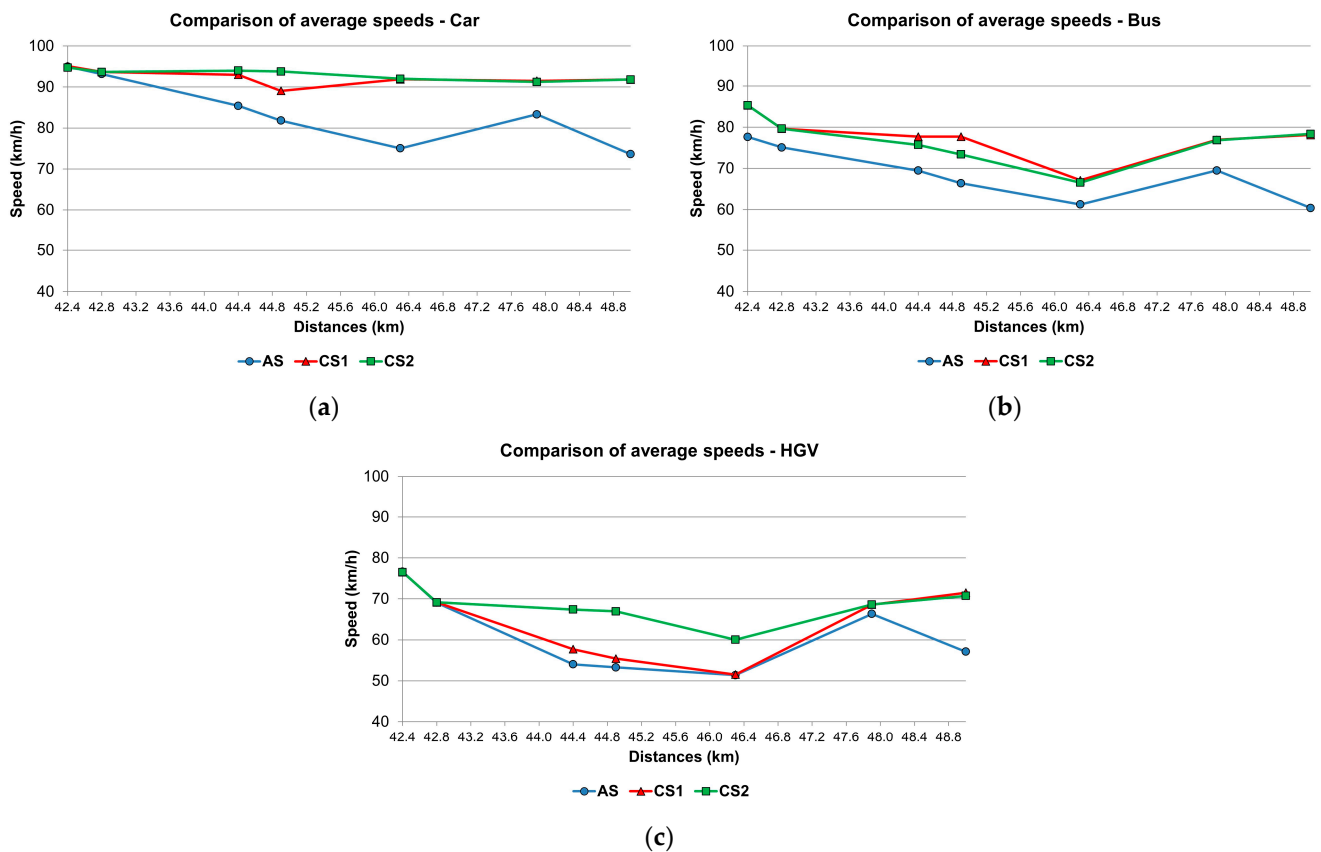 Comparison of average speeds - Car
100
90
80
70
60
50
40
Speed (km/h)
42.4 42.8 43.2 43.6 44.0 44.4 44.8 45.2 45.6 46.0 46.4 46.8 47.2 47.6 48.0 48.4 48.8
Distances (km)
AS CS1 CS2
(a)
Comparison of average speeds - Bus
100
90
80
70
60
50
40
Speed (km/h)
42.4 42.8 43.2 43.6 44.0 44.4 44.8 45.2 45.6 46.0 46.4 46.8 47.2 47.6 48.0 48.4 48.8
Distances (km)
AS CS1 CS2
(b)
Comparison of average speeds - HGV
100
90
80
70
60
50
40
Speed (km/h)
42.4 42.8 43.2 43.6 44.0 44.4 44.8 45.2 45.6 46.0 46.4 46.8 47.2 47.6 48.0 48.4 48.8
Distances (km)
AS CS1 CS2
(c)